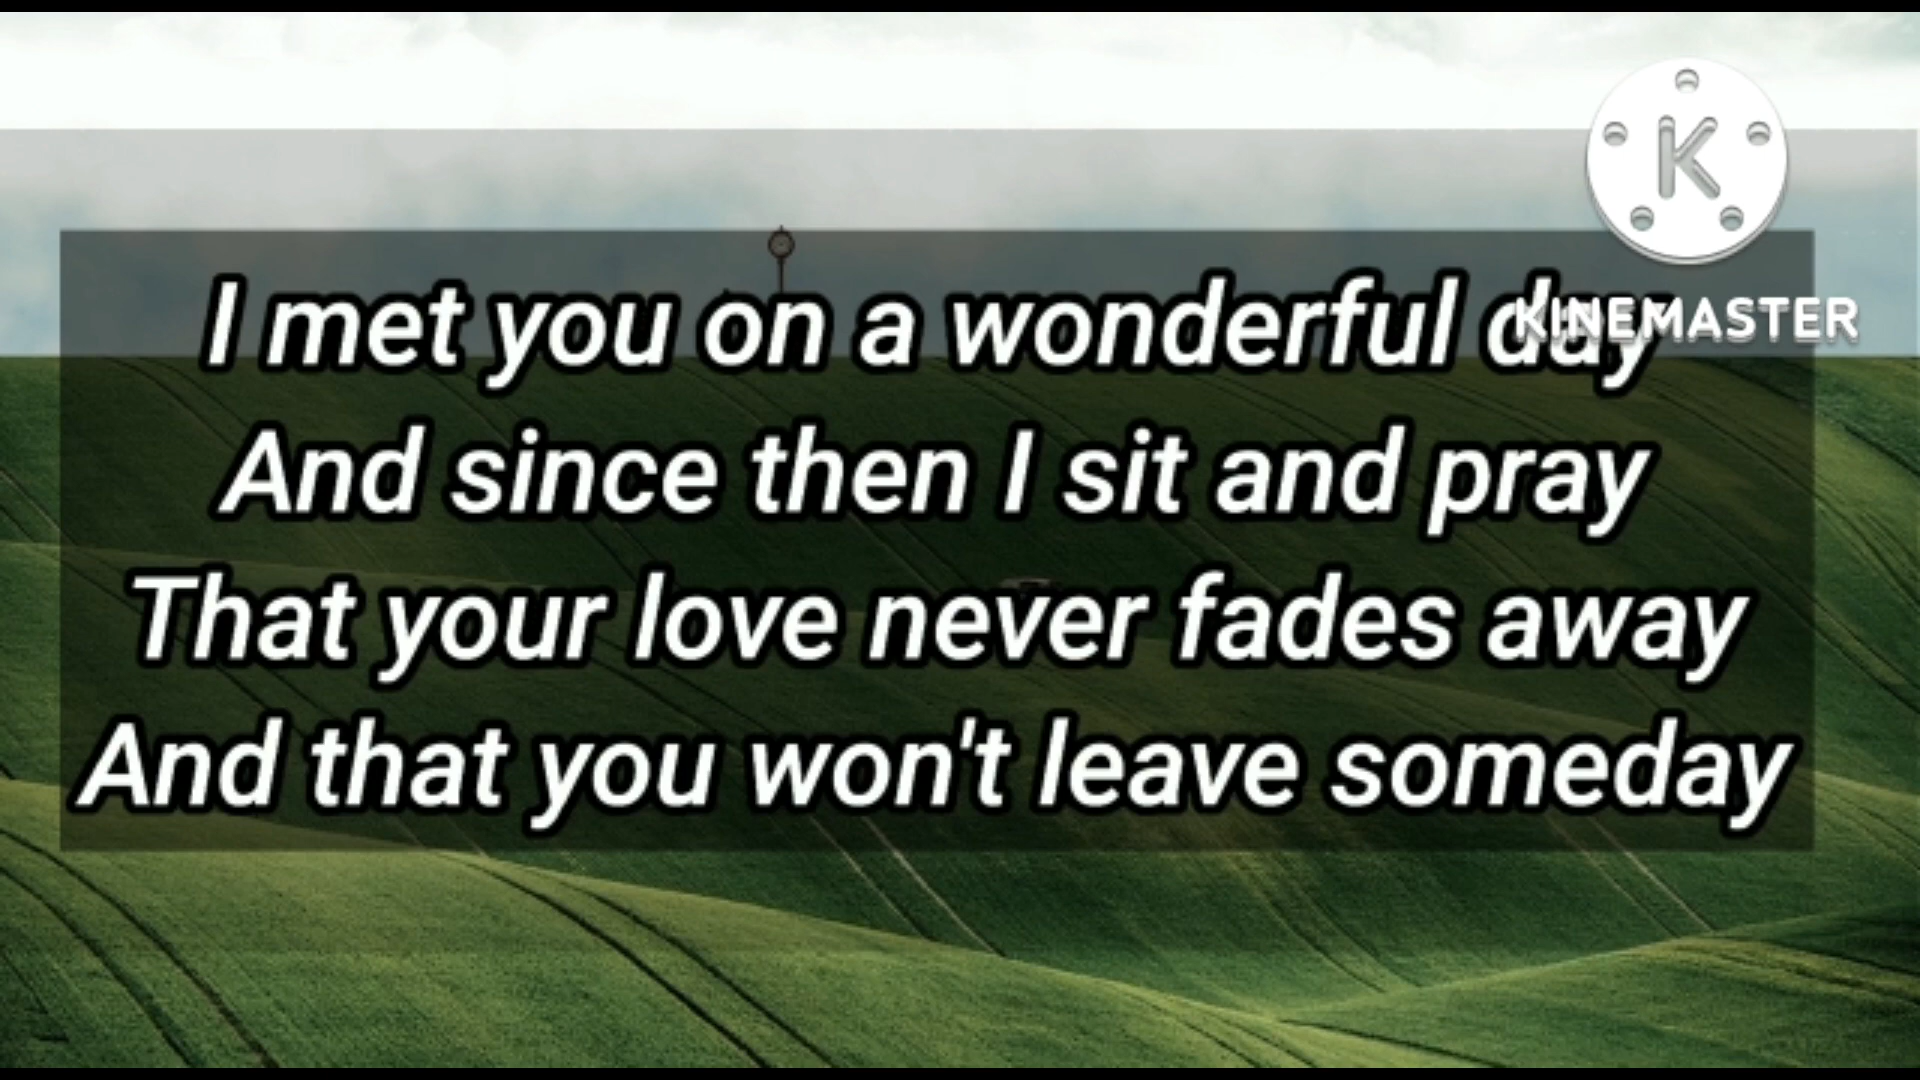 K
KINEMASTER
I met you on a wonderful day
And since then I sit and pray
That your love never fades away
And that you won't leave someday